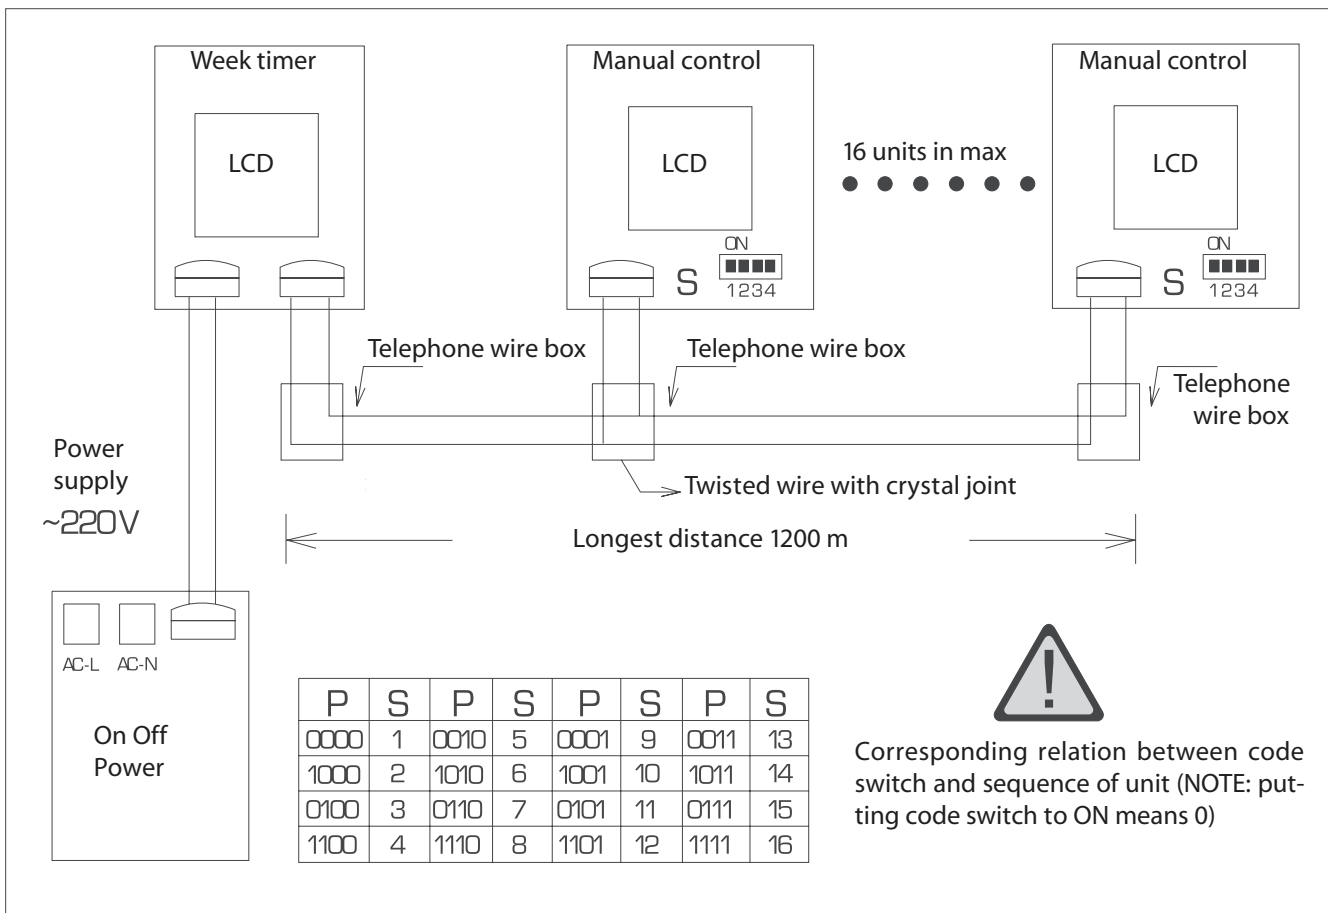 Week timer
Manual control
Manual control
LCD
LCD
16 units in max
LCD
ON
S
1234
ON
S
1234
Telephone wire box
Telephone wire box
Telephone
wire box
Power
supply
~220V
Twisted wire with crystal joint
Longest distance 1200 m
AC-L AC-N
On Off
Power
P S P S P S P S
0000 1 0010 5 0001 9 0011 13
1000 2 1010 6 1001 10 1011 14
0100 3 0110 7 0101 11 0111 15
1100 4 1110 8 1101 12 1111 16
!
Corresponding relation between code
switch and sequence of unit (NOTE: put-
ting code switch to ON means 0)